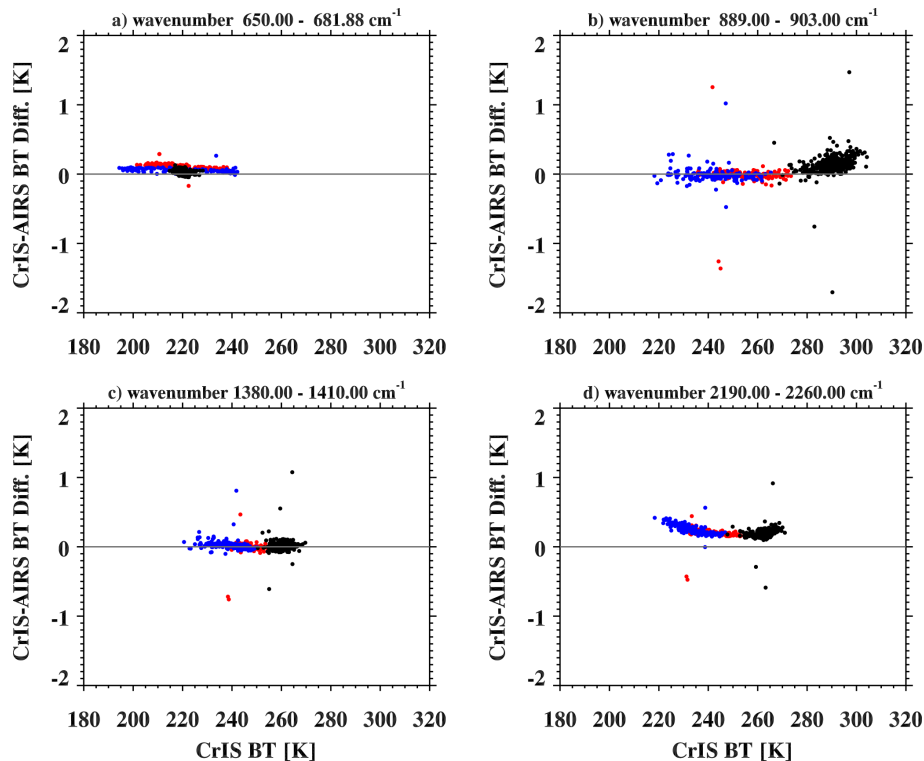 a) wavenumber 650.00 - 681.88 cm⁻¹
CrIS-AIRS BT Diff. [K]
2
1
0
-1
-2
180 200 220 240 260 280 300 320
b) wavenumber 889.00 - 903.00 cm⁻¹
CrIS-AIRS BT Diff. [K]
2
1
0
-1
-2
180 200 220 240 260 280 300 320
c) wavenumber 1380.00 - 1410.00 cm⁻¹
CrIS-AIRS BT Diff. [K]
2
1
0
-1
-2
180 200 220 240 260 280 300 320
CrIS BT [K]
d) wavenumber 2190.00 - 2260.00 cm⁻¹
CrIS-AIRS BT Diff. [K]
2
1
0
-1
-2
180 200 220 240 260 280 300 320
CrIS BT [K]